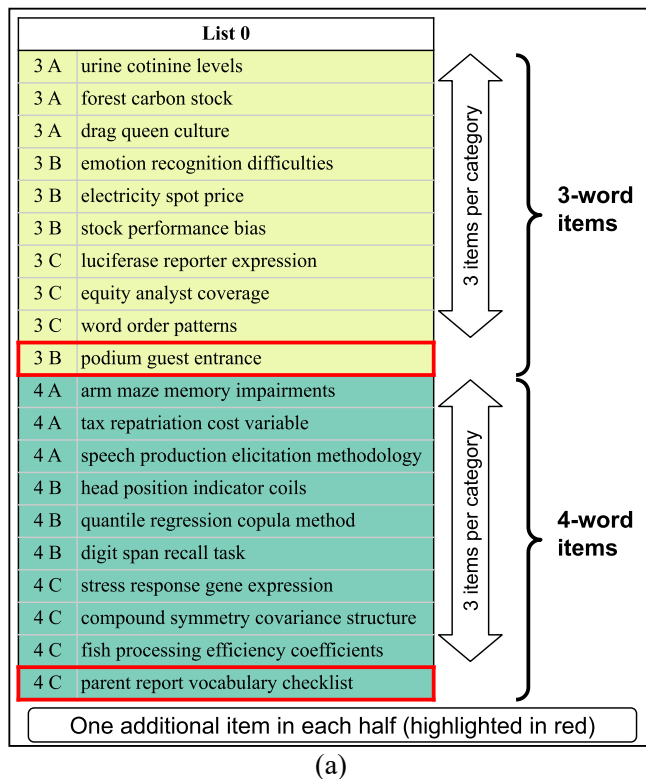 List 0
3 A urine cotinine levels
3 A forest carbon stock
3 A drag queen culture
3 B emotion recognition difficulties
3 B electricity spot price
3 B stock performance bias
3 C luciferase reporter expression
3 C equity analyst coverage
3 C word order patterns
3 B podium guest entrance
3 items per category
3-word
items
4 A arm maze memory impairments
4 A tax repatriation cost variable
4 A speech production elicitation methodology
4 B head position indicator coils
4 B quantile regression copula method
4 B digit span recall task
4 C stress response gene expression
4 C compound symmetry covariance structure
4 C fish processing efficiency coefficients
4 C parent report vocabulary checklist
3 items per category
4-word
items
One additional item in each half (highlighted in red)
(a)